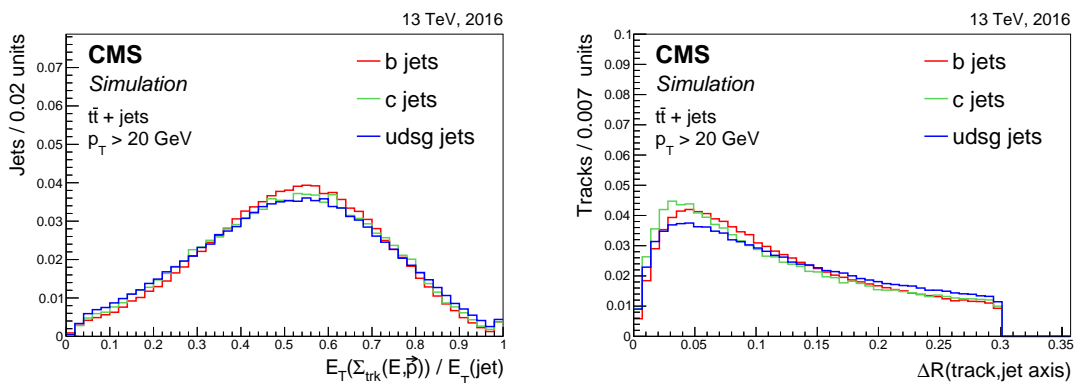 13 TeV, 2016
CMS
Simulation
tt̄ + jets
p_T > 20 GeV
b jets
c jets
udsg jets
Jets / 0.02 units
0.07
0.06
0.05
0.04
0.03
0.02
0.01
0
0 0.1 0.2 0.3 0.4 0.5 0.6 0.7 0.8 0.9 1
E_T(Σ_trk(E,p⃗)) / E_T(jet)
13 TeV, 2016
CMS
Simulation
tt̄ + jets
p_T > 20 GeV
b jets
c jets
udsg jets
Tracks / 0.007 units
0.1
0.09
0.08
0.07
0.06
0.05
0.04
0.03
0.02
0.01
0
0 0.05 0.1 0.15 0.2 0.25 0.3 0.35
ΔR(track,jet axis)